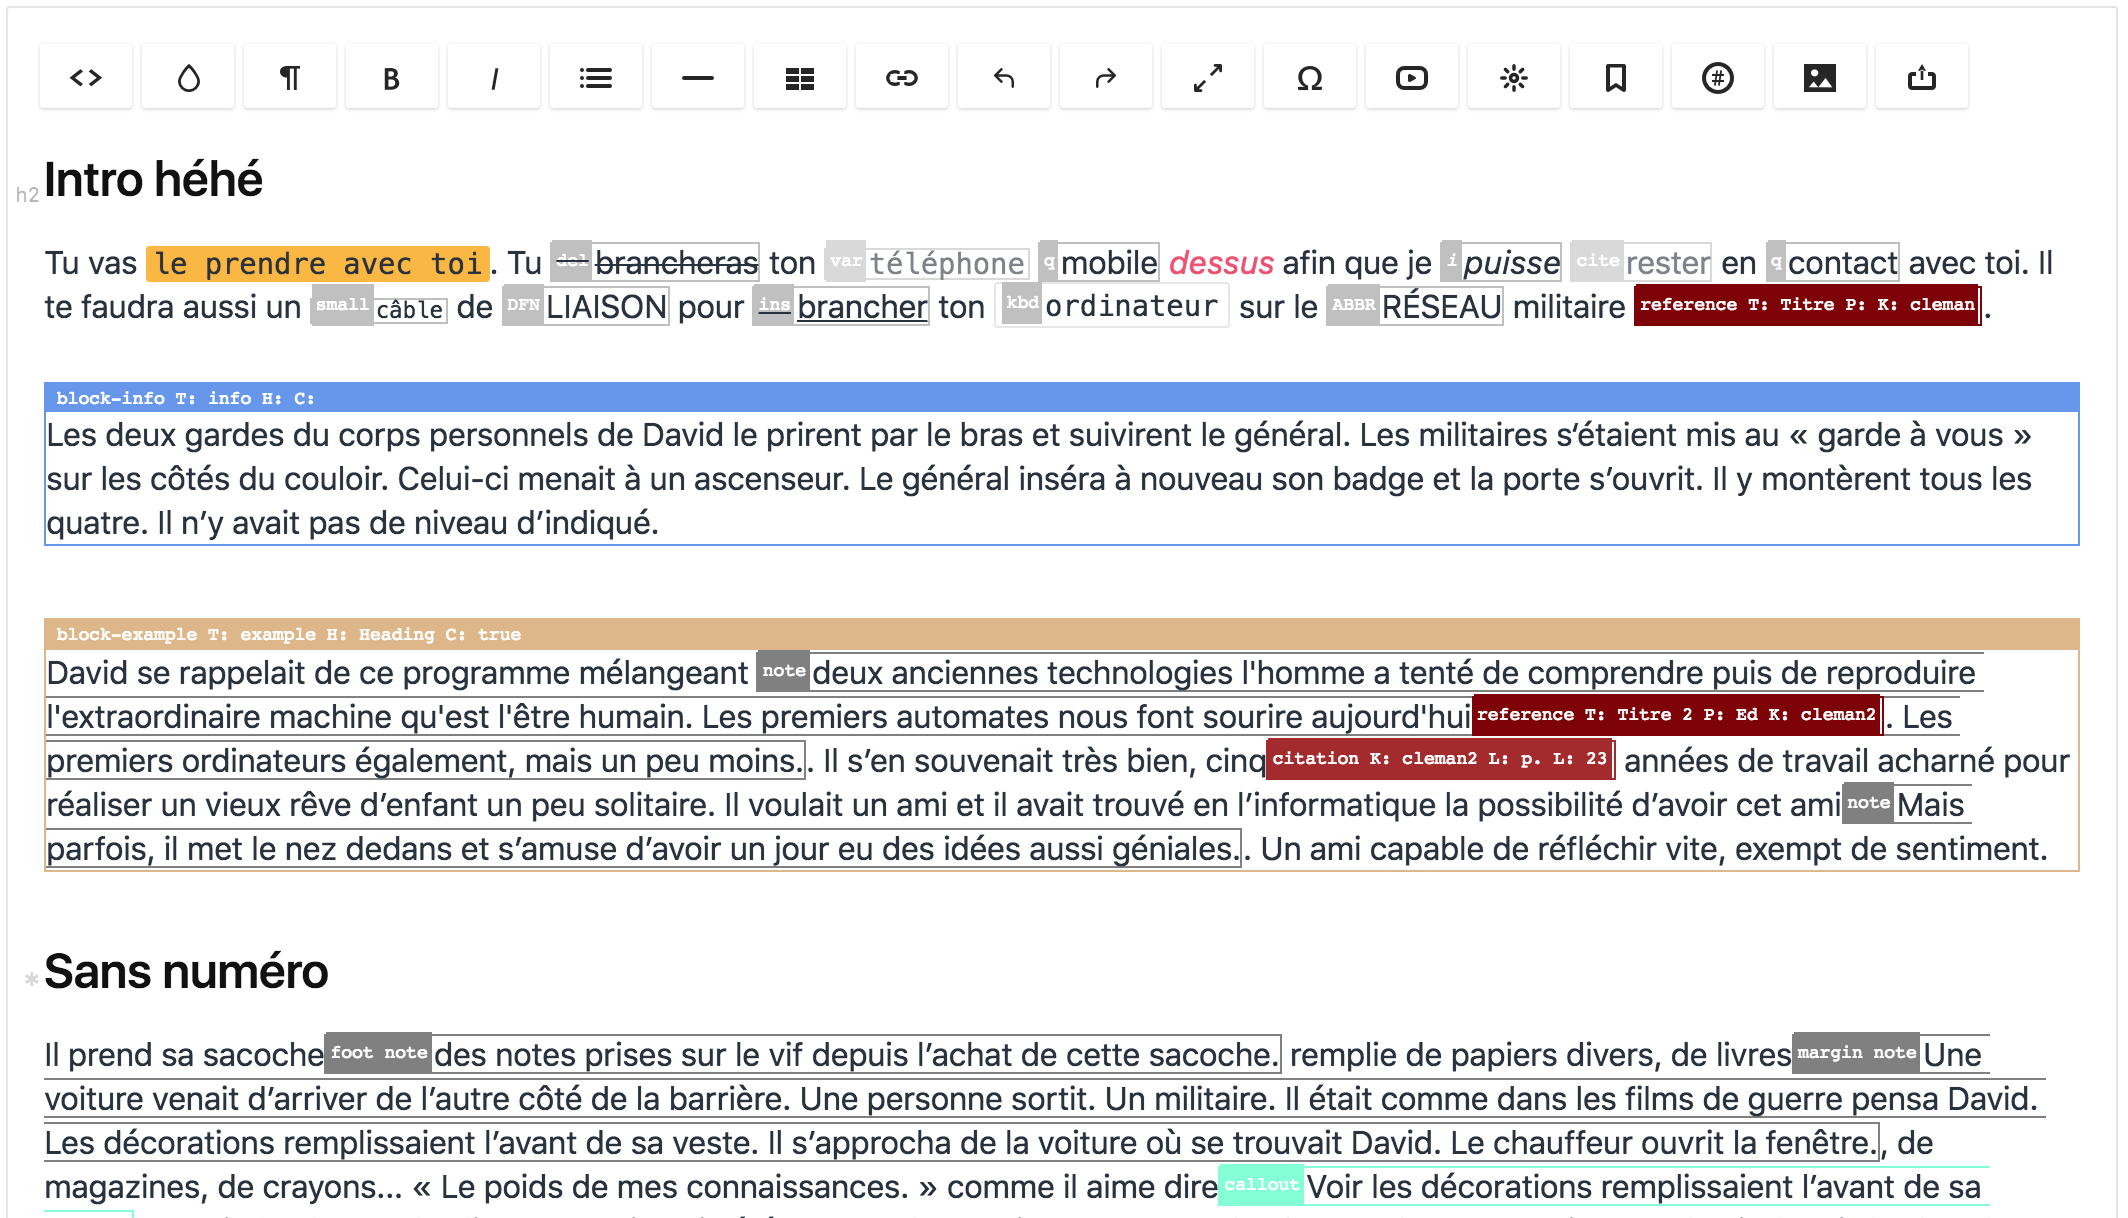 <> ¶ B I Ω #
h2 Intro héhé
Tu vas le prendre avec toi. Tu del brancheras ton var téléphone q mobile dessus afin que je i puisse cite rester en q contact avec toi. Il
te faudra aussi un small câble de DFN LIAISON pour ins brancher ton kbd ordinateur sur le ABBR RÉSEAU militaire reference T: Titre P: K: cleman.
block-info T: info H: C:
Les deux gardes du corps personnels de David le prirent par le bras et suivirent le général. Les militaires s‘étaient mis au « garde à vous »
sur les côtés du couloir. Celui-ci menait à un ascenseur. Le général inséra à nouveau son badge et la porte s’ouvrit. Il y montèrent tous les
quatre. Il n’y avait pas de niveau d’indiqué.
block-example T: example H: Heading C: true
David se rappelait de ce programme mélangeant note deux anciennes technologies l'homme a tenté de comprendre puis de reproduire
l'extraordinaire machine qu'est l'être humain. Les premiers automates nous font sourire aujourd'hui reference T: Titre 2 P: Ed K: cleman2 . Les
premiers ordinateurs également, mais un peu moins.. Il s’en souvenait très bien, cinq citation K: cleman2 L: p. L: 23 années de travail acharné pour
réaliser un vieux rêve d’enfant un peu solitaire. Il voulait un ami et il avait trouvé en l’informatique la possibilité d’avoir cet ami note Mais
parfois, il met le nez dedans et s’amuse d’avoir un jour eu des idées aussi géniales.. Un ami capable de réfléchir vite, exempt de sentiment.
* Sans numéro
Il prend sa sacoche foot note des notes prises sur le vif depuis l’achat de cette sacoche. remplie de papiers divers, de livres margin note Une
voiture venait d’arriver de l’autre côté de la barrière. Une personne sortit. Un militaire. Il était comme dans les films de guerre pensa David.
Les décorations remplissaient l’avant de sa veste. Il s’approcha de la voiture où se trouvait David. Le chauffeur ouvrit la fenêtre., de
magazines, de crayons... « Le poids de mes connaissances. » comme il aime dire callout Voir les décorations remplissaient l’avant de sa